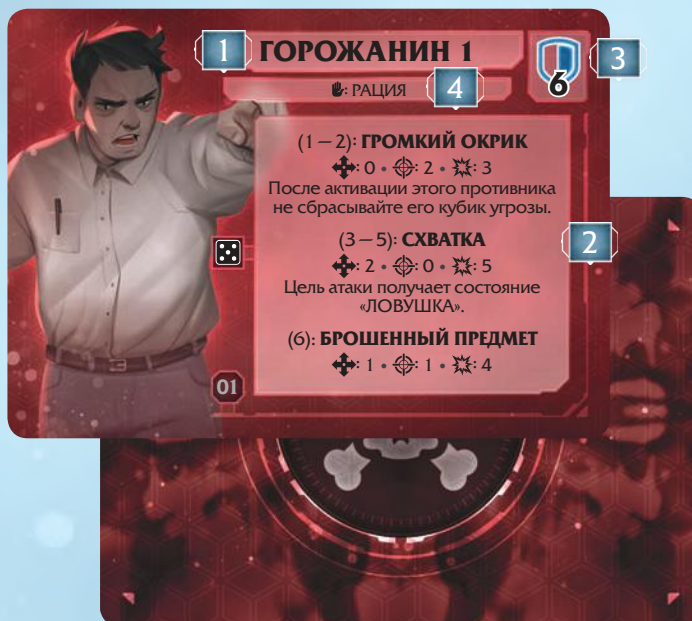 1 ГОРОЖАНИН 1
6 3
: РАЦИЯ 4
(1 – 2): ГРОМКИЙ ОКРИК
: 0 • : 2 • : 3
После активации этого противника
не сбрасывайте его кубик угрозы.
2
(3 – 5): СХВАТКА
: 2 • : 0 • : 5
Цель атаки получает состояние
«ЛОВУШКА».
(6): БРОШЕННЫЙ ПРЕДМЕТ
: 1 • : 1 • : 4
01